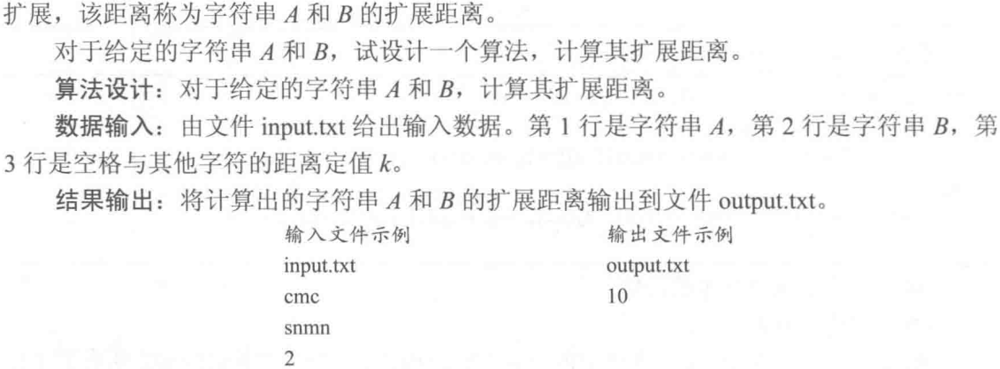 扩展，该距离称为字符串 A 和 B 的扩展距离。
对于给定的字符串 A 和 B，试设计一个算法，计算其扩展距离。
算法设计：对于给定的字符串 A 和 B，计算其扩展距离。
数据输入：由文件 input.txt 给出输入数据。第 1 行是字符串 A，第 2 行是字符串 B，第
3 行是空格与其他字符的距离定值 k。
结果输出：将计算出的字符串 A 和 B 的扩展距离输出到文件 output.txt。
输入文件示例 输出文件示例
input.txt output.txt
cmc 10
snmn
2